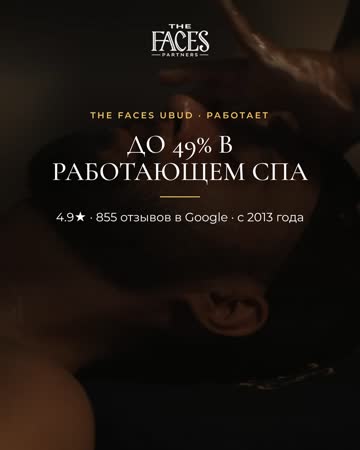 THE
FACES
PARTNERS
THE FACES UBUD · РАБОТАЕТ
ДО 49% В
РАБОТАЮЩЕМ СПА
4.9★ · 855 отзывов в Google · с 2013 года